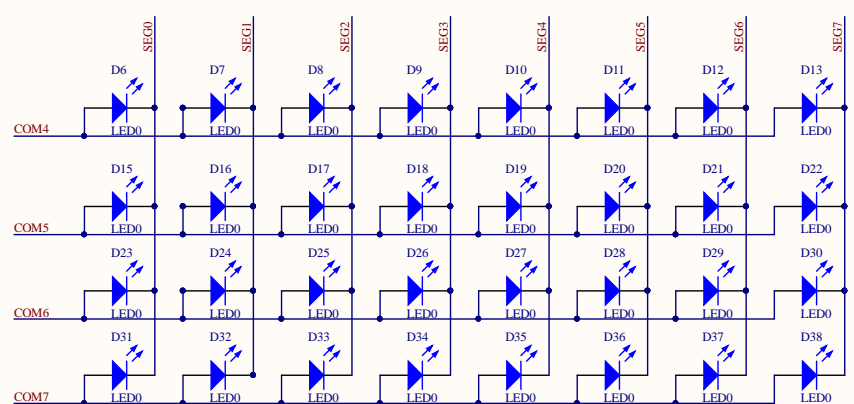 SEG0 SEG1 SEG2 SEG3 SEG4 SEG5 SEG6 SEG7
D6 D7 D8 D9 D10 D11 D12 D13
LED0 LED0 LED0 LED0 LED0 LED0 LED0 LED0
COM4
D15 D16 D17 D18 D19 D20 D21 D22
LED0 LED0 LED0 LED0 LED0 LED0 LED0 LED0
COM5
D23 D24 D25 D26 D27 D28 D29 D30
LED0 LED0 LED0 LED0 LED0 LED0 LED0 LED0
COM6
D31 D32 D33 D34 D35 D36 D37 D38
LED0 LED0 LED0 LED0 LED0 LED0 LED0 LED0
COM7